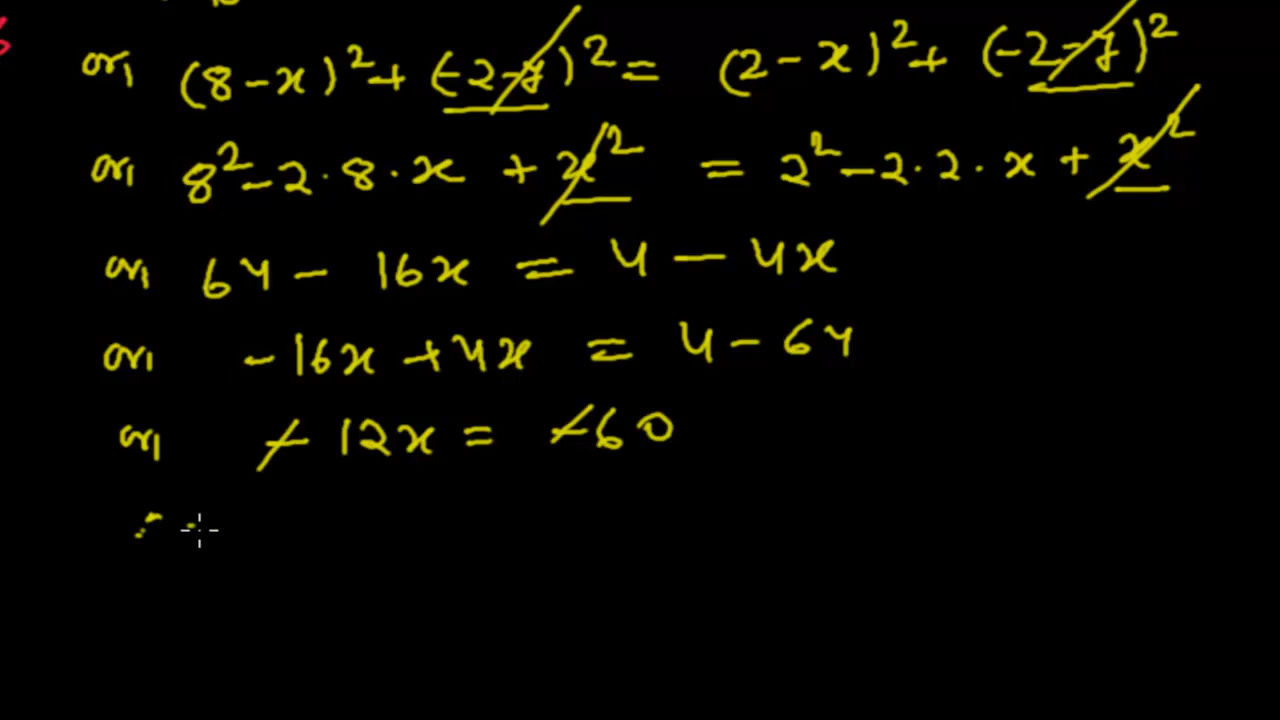 or, (8-x)²+(-2-y)²=(2-x)²+(-2-y)²
or, 8²-2·8·x+x²=2²-2·2·x+x²
or, 64-16x=4-4x
or, -16x+4x=4-64
or, -12x=-60